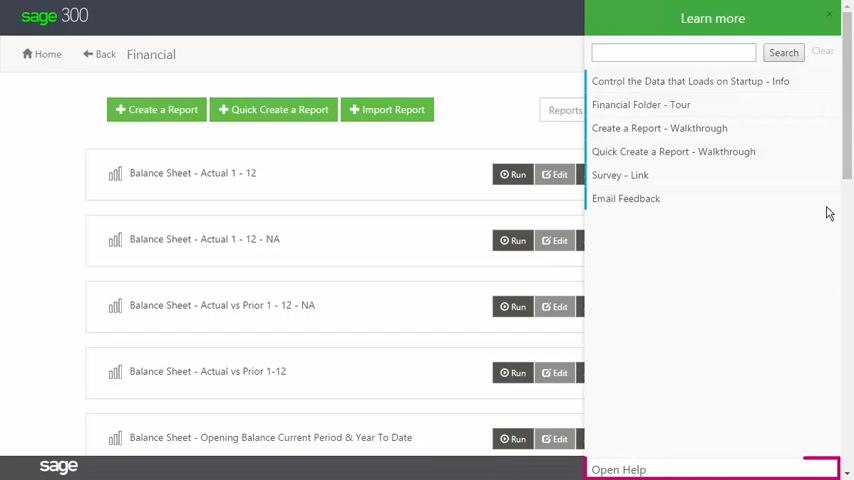 sage 300
Learn more
×
Home
Back
Financial
Search
Clear
Control the Data that Loads on Startup - Info
Financial Folder - Tour
Create a Report
Quick Create a Report
Import Report
Reports
Create a Report - Walkthrough
Quick Create a Report - Walkthrough
Survey - Link
Email Feedback
Balance Sheet - Actual 1 - 12
Run
Edit
Balance Sheet - Actual 1 - 12 - NA
Run
Edit
Balance Sheet - Actual vs Prior 1 - 12 - NA
Run
Edit
Balance Sheet - Actual vs Prior 1-12
Run
Edit
Balance Sheet - Opening Balance Current Period & Year To Date
Run
Edit
sage
Open Help